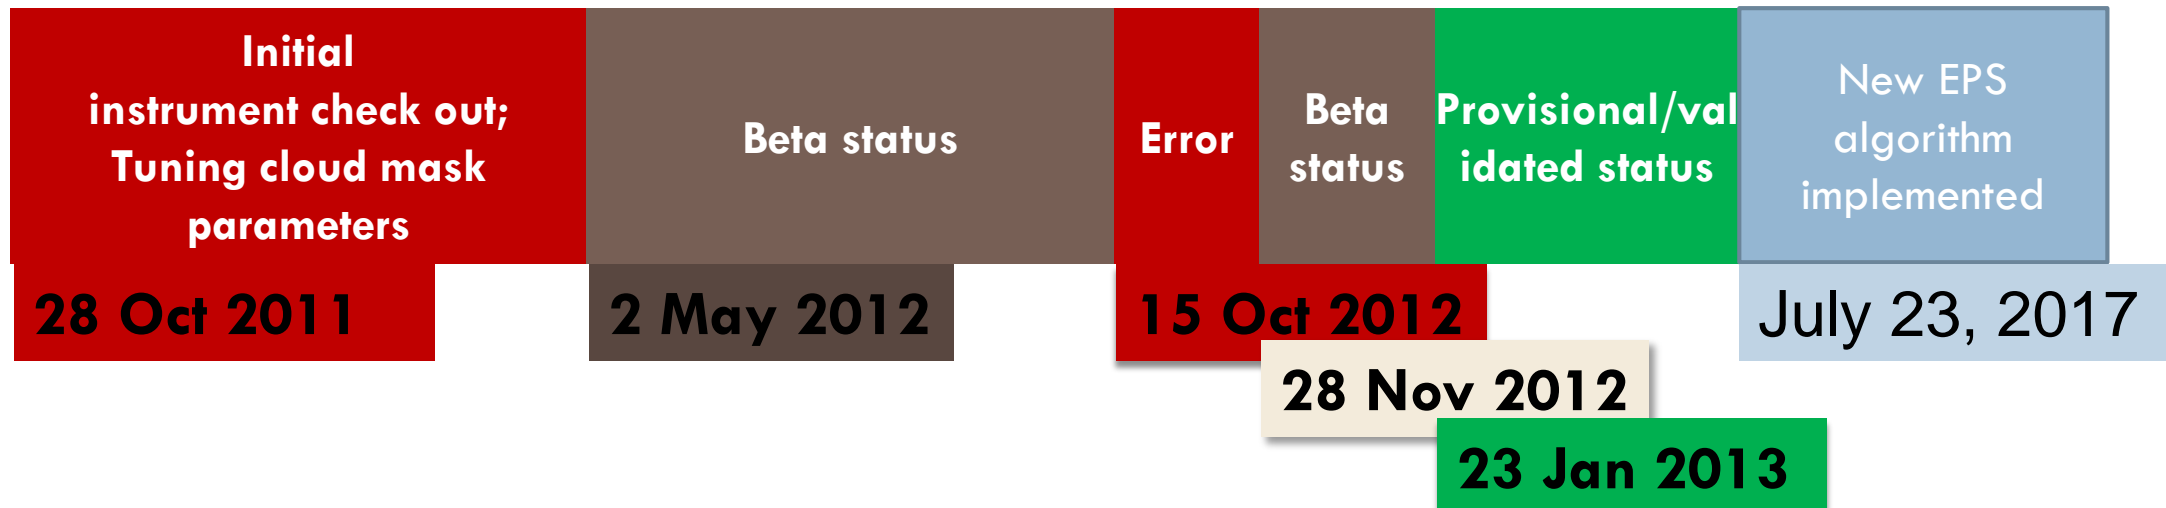 Initial
instrument check out;
Tuning cloud mask
parameters
Beta status
Error
Beta
status
Provisional/val
idated status
New EPS
algorithm
implemented
28 Oct 2011
2 May 2012
15 Oct 2012
July 23, 2017
28 Nov 2012
23 Jan 2013